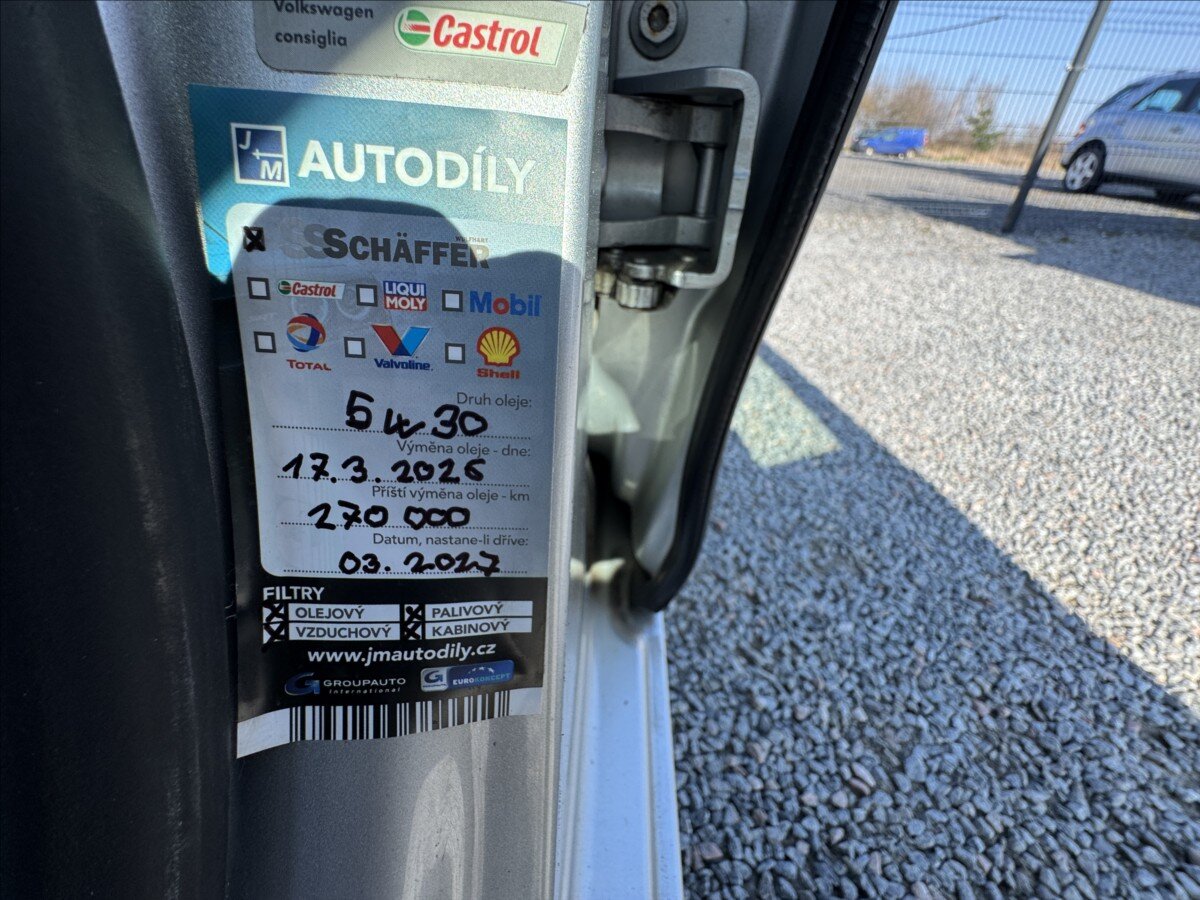 Volkswagen
consiglia
Castrol
J+M AUTODÍLY
WULFHART
SCHÄFFER
Castrol LIQUI MOLY Mobil
TOTAL Valvoline Shell
Druh oleje:
5W30
Výměna oleje - dne:
17.3.2026
Příští výměna oleje - km
270 000
Datum, nastane-li dříve:
03.2027
FILTRY
OLEJOVÝ PALIVOVÝ
VZDUCHOVÝ KABINOVÝ
www.jmautodily.cz
GROUPAUTO International
EUROKONCEPT